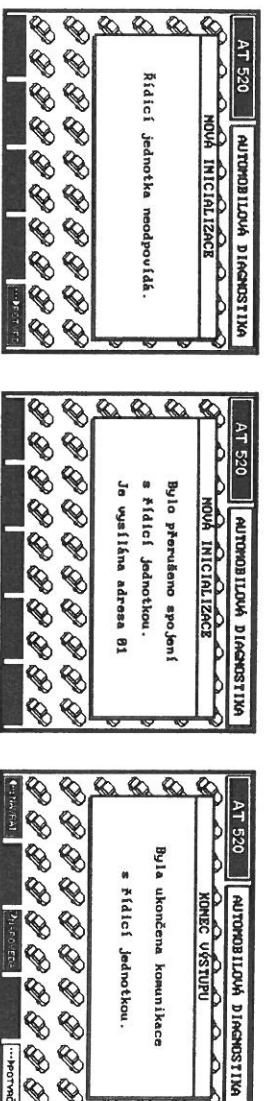 AT 520
AUTOMOBILOVÁ DIAGNOSTIKA
NOVÁ INICIALIZACE
Řídicí jednotka neodpovídá.
AT 520
AUTOMOBILOVÁ DIAGNOSTIKA
NOVÁ INICIALIZACE
Bylo přerušeno spojení
s řídicí jednotkou.
Je vysílána adresa 01
AT 520
AUTOMOBILOVÁ DIAGNOSTIKA
KONEC VÝSTUPU
Byla ukončena komunikace
s řídicí jednotkou.